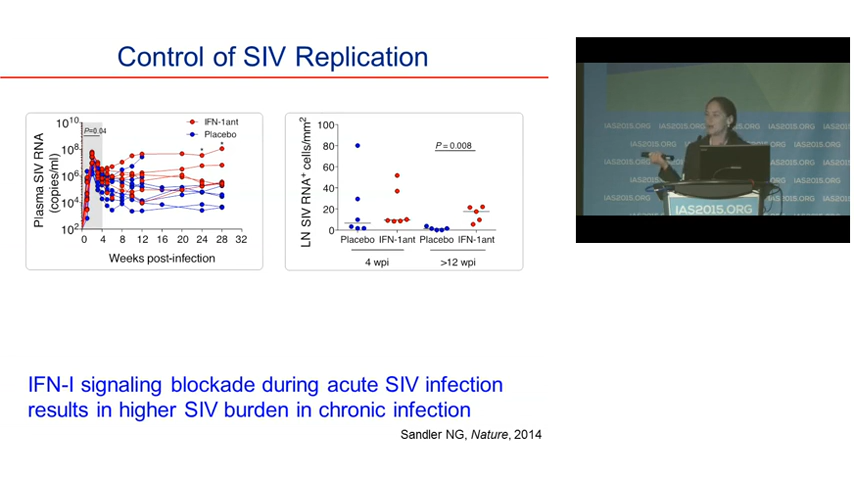 Control of SIV Replication
10^10
10^8
10^6
10^4
10^2
P=0.04
IFN-1ant
Placebo
*
*
Plasma SIV RNA
(copies/ml)
0 4 8 12 16 20 24 28 32
Weeks post-infection
LN SIV RNA+ cells/mm2
100
80
60
40
20
0
P = 0.008
Placebo IFN-1ant Placebo IFN-1ant
4 wpi >12 wpi
IFN-I signaling blockade during acute SIV infection
results in higher SIV burden in chronic infection
Sandler NG, Nature, 2014
IAS2015.ORG
IAS2015.ORG